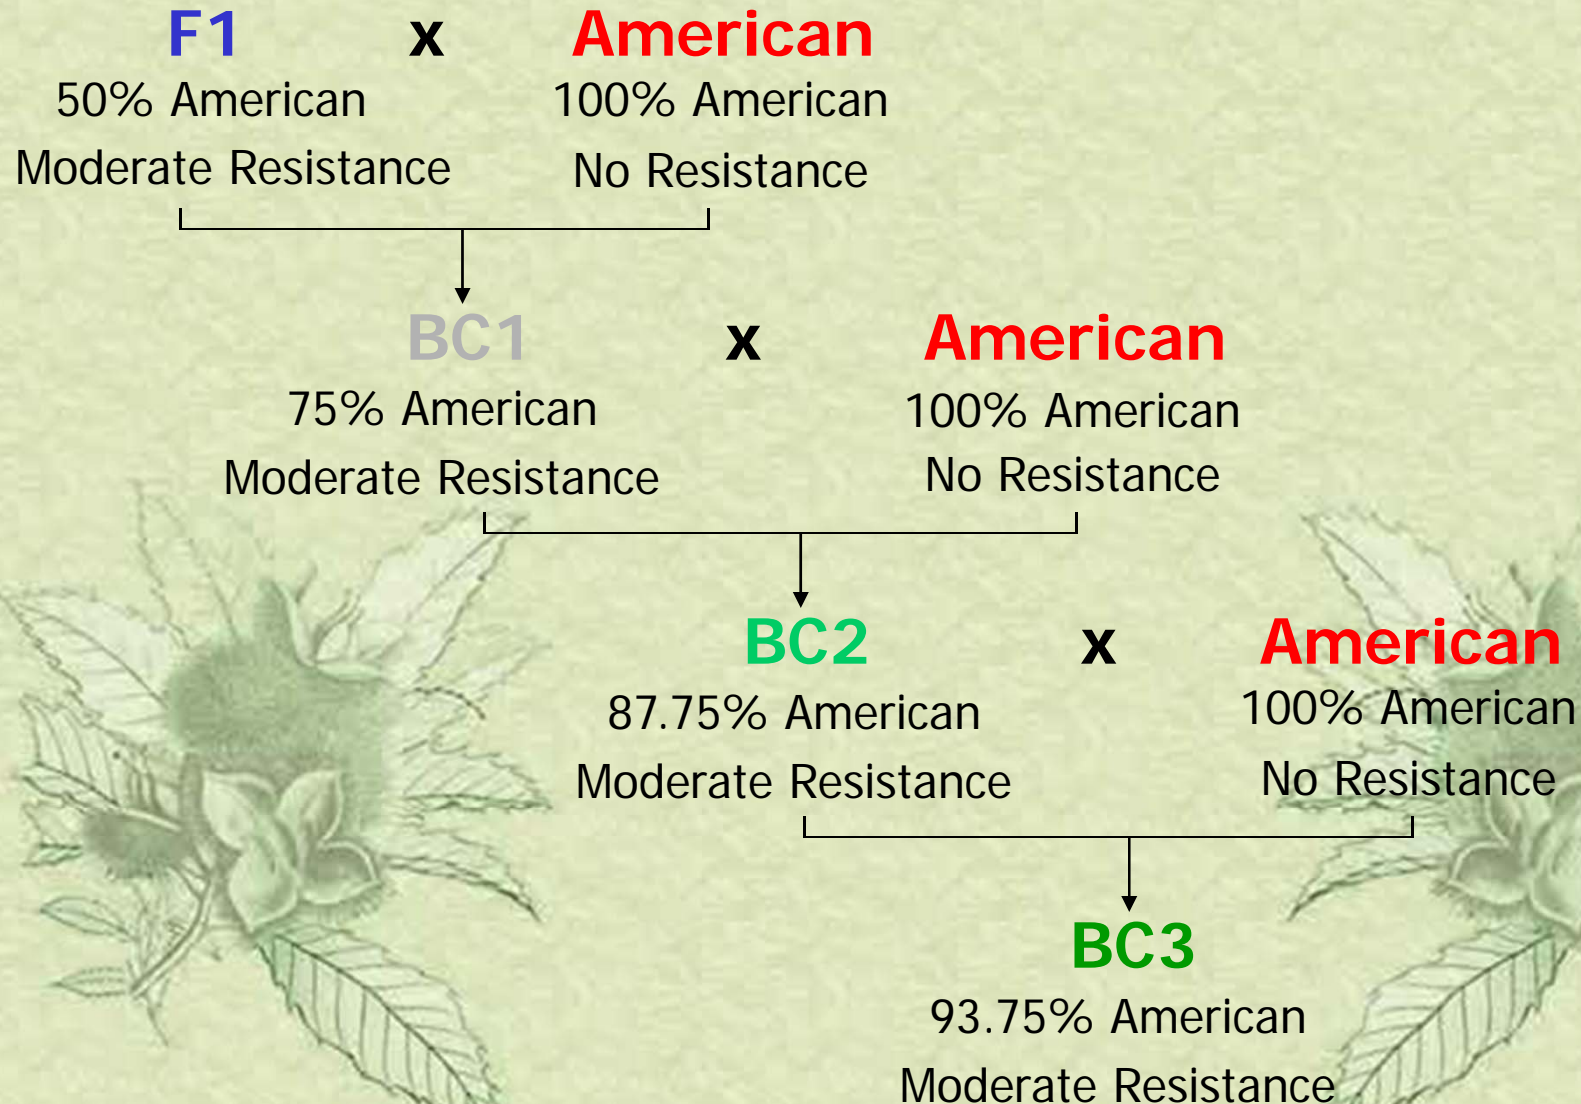 F1 x American
50% American 100% American
Moderate Resistance No Resistance
BC1 x American
75% American 100% American
Moderate Resistance No Resistance
BC2 x American
87.75% American 100% American
Moderate Resistance No Resistance
BC3
93.75% American
Moderate Resistance